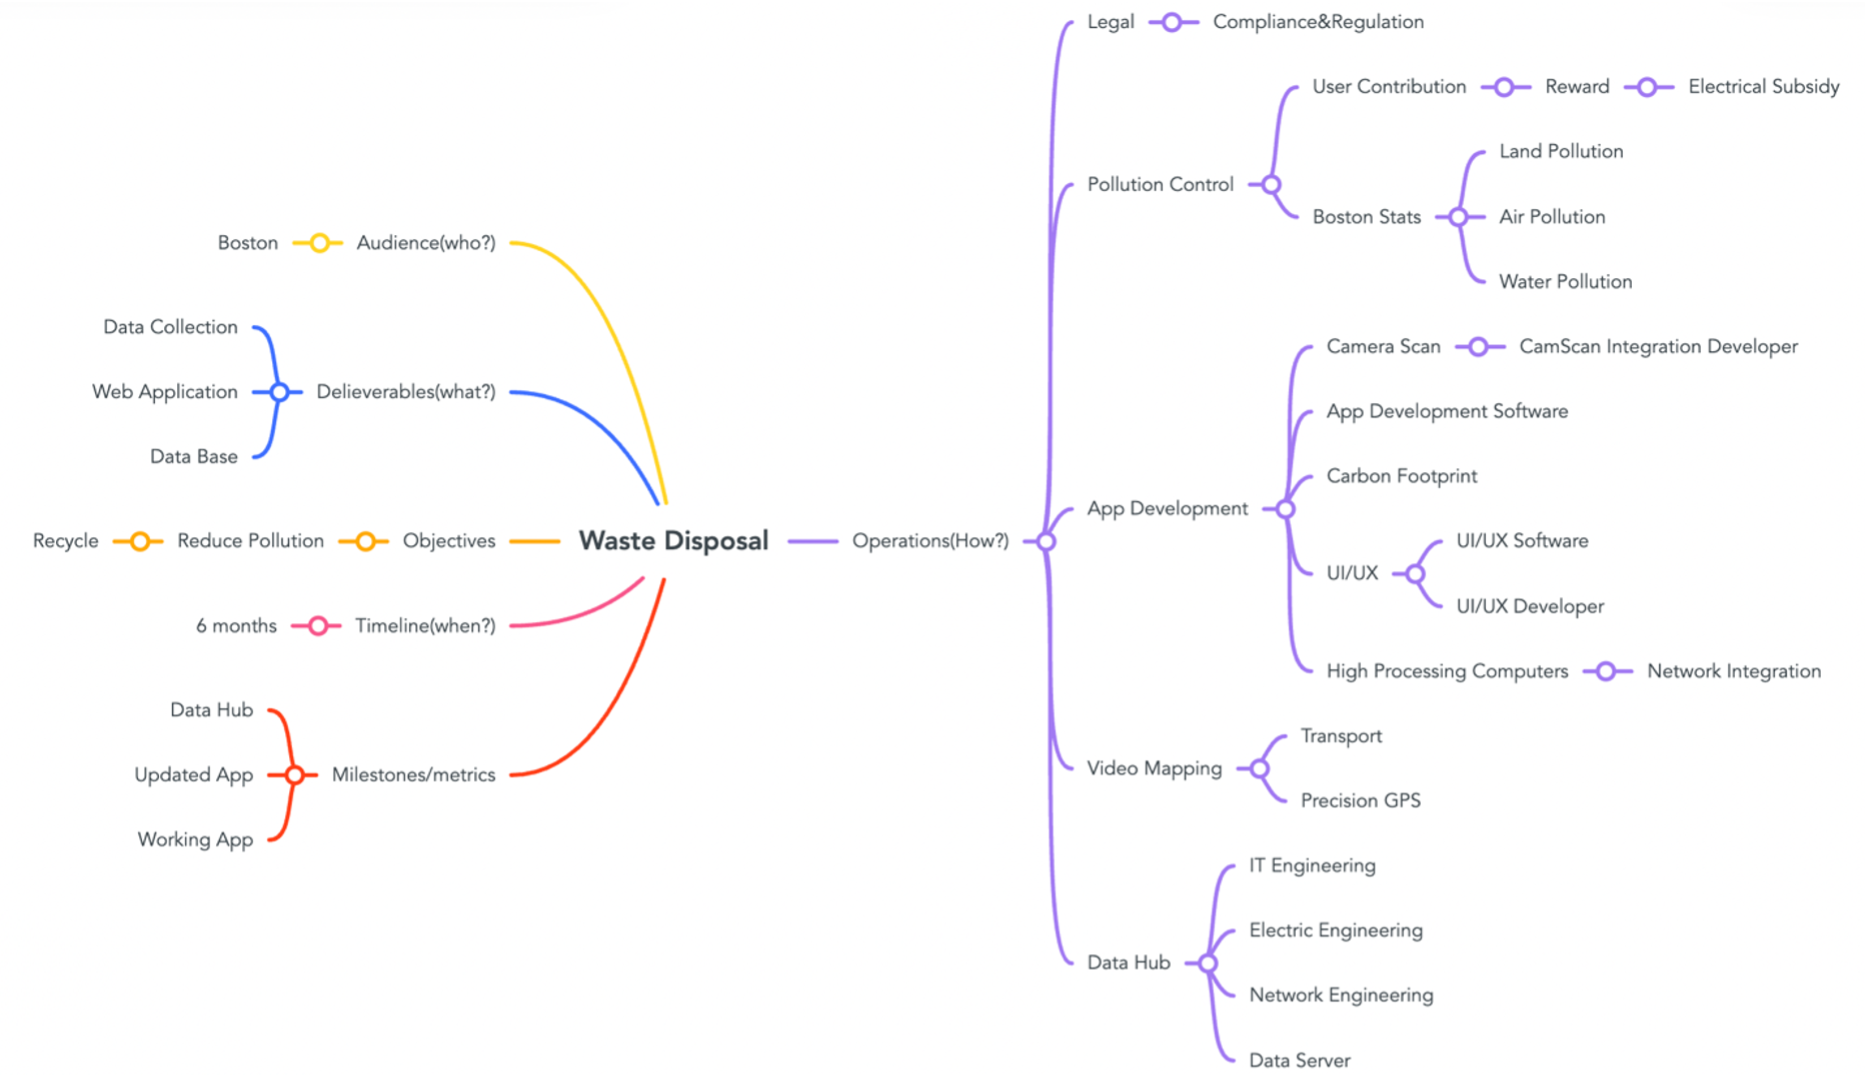 Legal
Compliance&Regulation
User Contribution
Reward
Electrical Subsidy
Land Pollution
Pollution Control
Boston Stats
Air Pollution
Water Pollution
Boston
Audience(who?)
Data Collection
Web Application
Delieverables(what?)
Data Base
Camera Scan
CamScan Integration Developer
App Development Software
Carbon Footprint
App Development
Recycle
Reduce Pollution
Objectives
Waste Disposal
Operations(How?)
UI/UX Software
UI/UX
UI/UX Developer
6 months
Timeline(when?)
High Processing Computers
Network Integration
Data Hub
Updated App
Milestones/metrics
Working App
Transport
Video Mapping
Precision GPS
IT Engineering
Electric Engineering
Data Hub
Network Engineering
Data Server